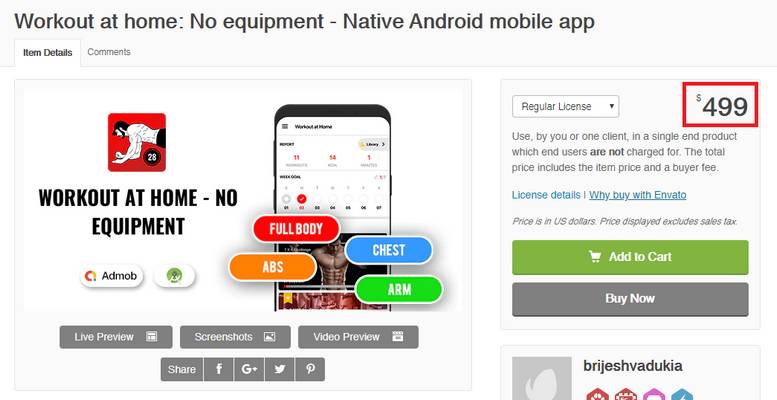 Workout at home: No equipment - Native Android mobile app
Item Details
Comments
28
WORKOUT AT HOME - NO
EQUIPMENT
Admob
Workout at Home
REPORT
Library
11
14
1
WORKOUTS
MINUTES
WEEK GOAL
FULL BODY
CHEST
ABS
ARM
Live Preview
Screenshots
Video Preview
Share
Regular License
$499
Use, by you or one client, in a single end product
which end users are not charged for. The total
price includes the item price and a buyer fee.
License details | Why buy with Envato
Price is in US dollars. Price displayed excludes sales tax.
Add to Cart
Buy Now
brijeshvadukia